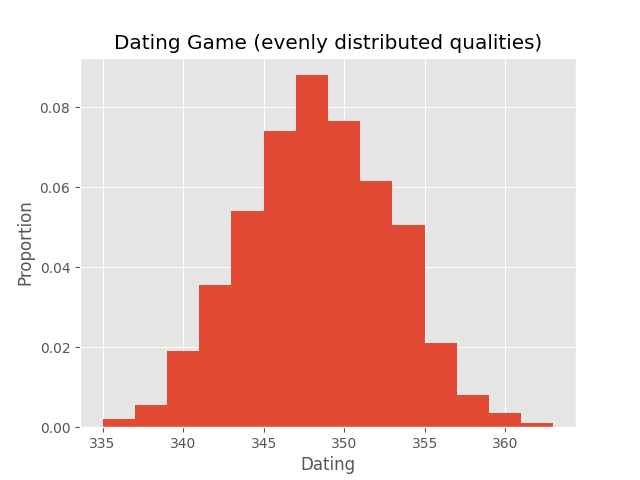 Dating Game (evenly distributed qualities)
0.08
0.06
0.04
0.02
0.00
Proportion
335 340 345 350 355 360
Dating